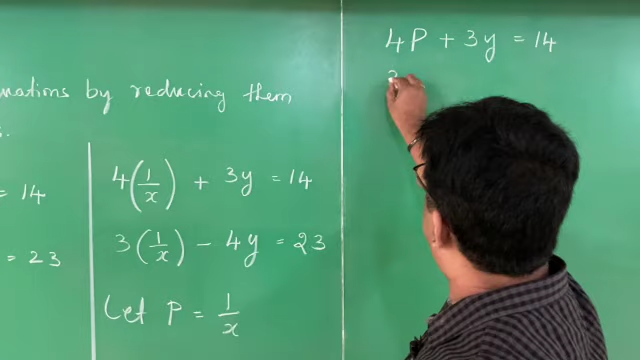 uations by reducing them
s.
= 14
= 23
4(1/x) + 3y = 14
3(1/x) - 4y = 23
Let P = 1/x
4P + 3y = 14
3